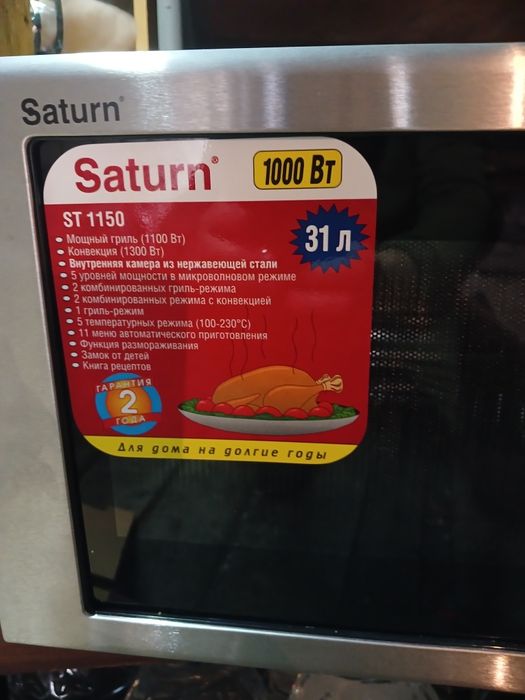 Saturn®
Saturn®
1000 Вт
ST 1150
31 л
• Мощный гриль (1100 Вт)
• Конвекция (1300 Вт)
• Внутренняя камера из нержавеющей стали
• 5 уровней мощности в микроволновом режиме
• 2 комбинированных гриль-режима
• 2 комбинированных режима с конвекцией
• 1 гриль-режим
• 5 температурных режима (100-230°С)
• 11 меню автоматического приготовления
• Функция размораживания
• Замок от детей
• Книга рецептов
ГАРАНТИЯ
2
ГОДА
Для дома на долгие годы